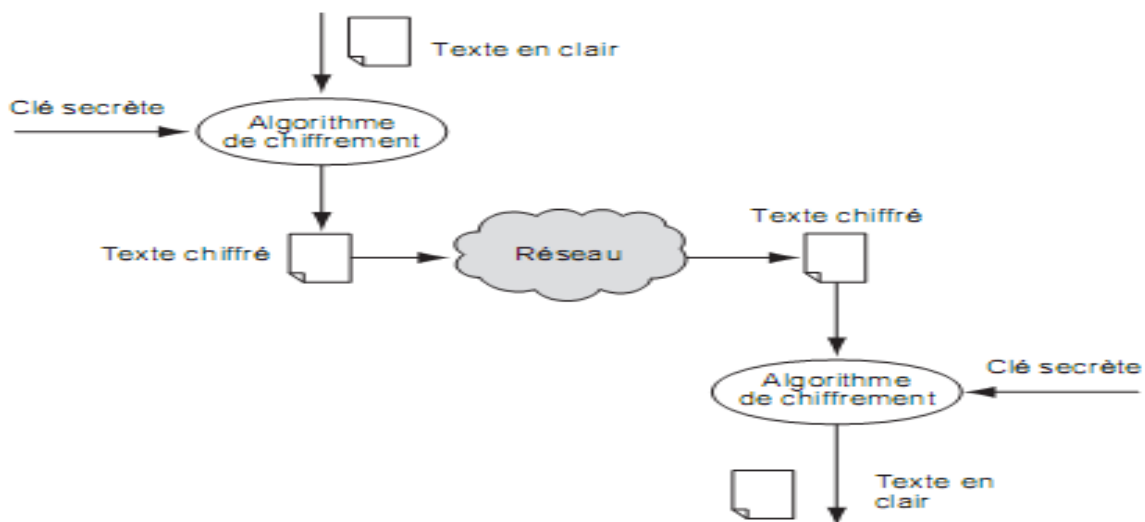 Texte en clair
Clé secrète
Algorithme
de chiffrement
Texte chiffré
Réseau
Texte chiffré
Clé secrète
Algorithme
de chiffrement
Texte en
clair